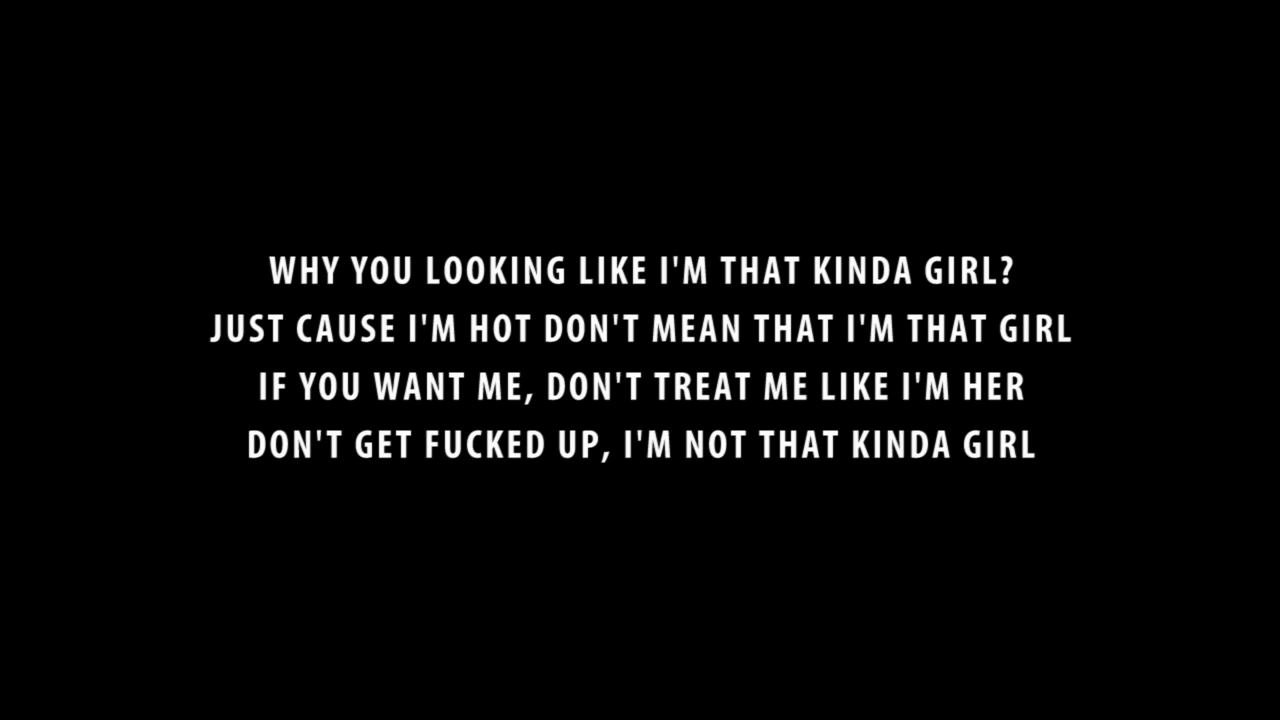 WHY YOU LOOKING LIKE I'M THAT KINDA GIRL?
JUST CAUSE I'M HOT DON'T MEAN THAT I'M THAT GIRL
IF YOU WANT ME, DON'T TREAT ME LIKE I'M HER
DON'T GET FUCKED UP, I'M NOT THAT KINDA GIRL